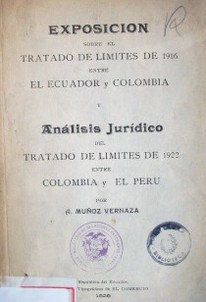 EXPOSICION
SOBRE EL
TRATADO DE LIMITES DE 1916
ENTRE
EL ECUADOR y COLOMBIA
Y
Análisis Jurídico
DEL
TRATADO DE LIMITES DE 1922
ENTRE
COLOMBIA y EL PERU
POR
A. MUÑOZ VERNAZA
República del Ecuador
EL COMERCIO
1928